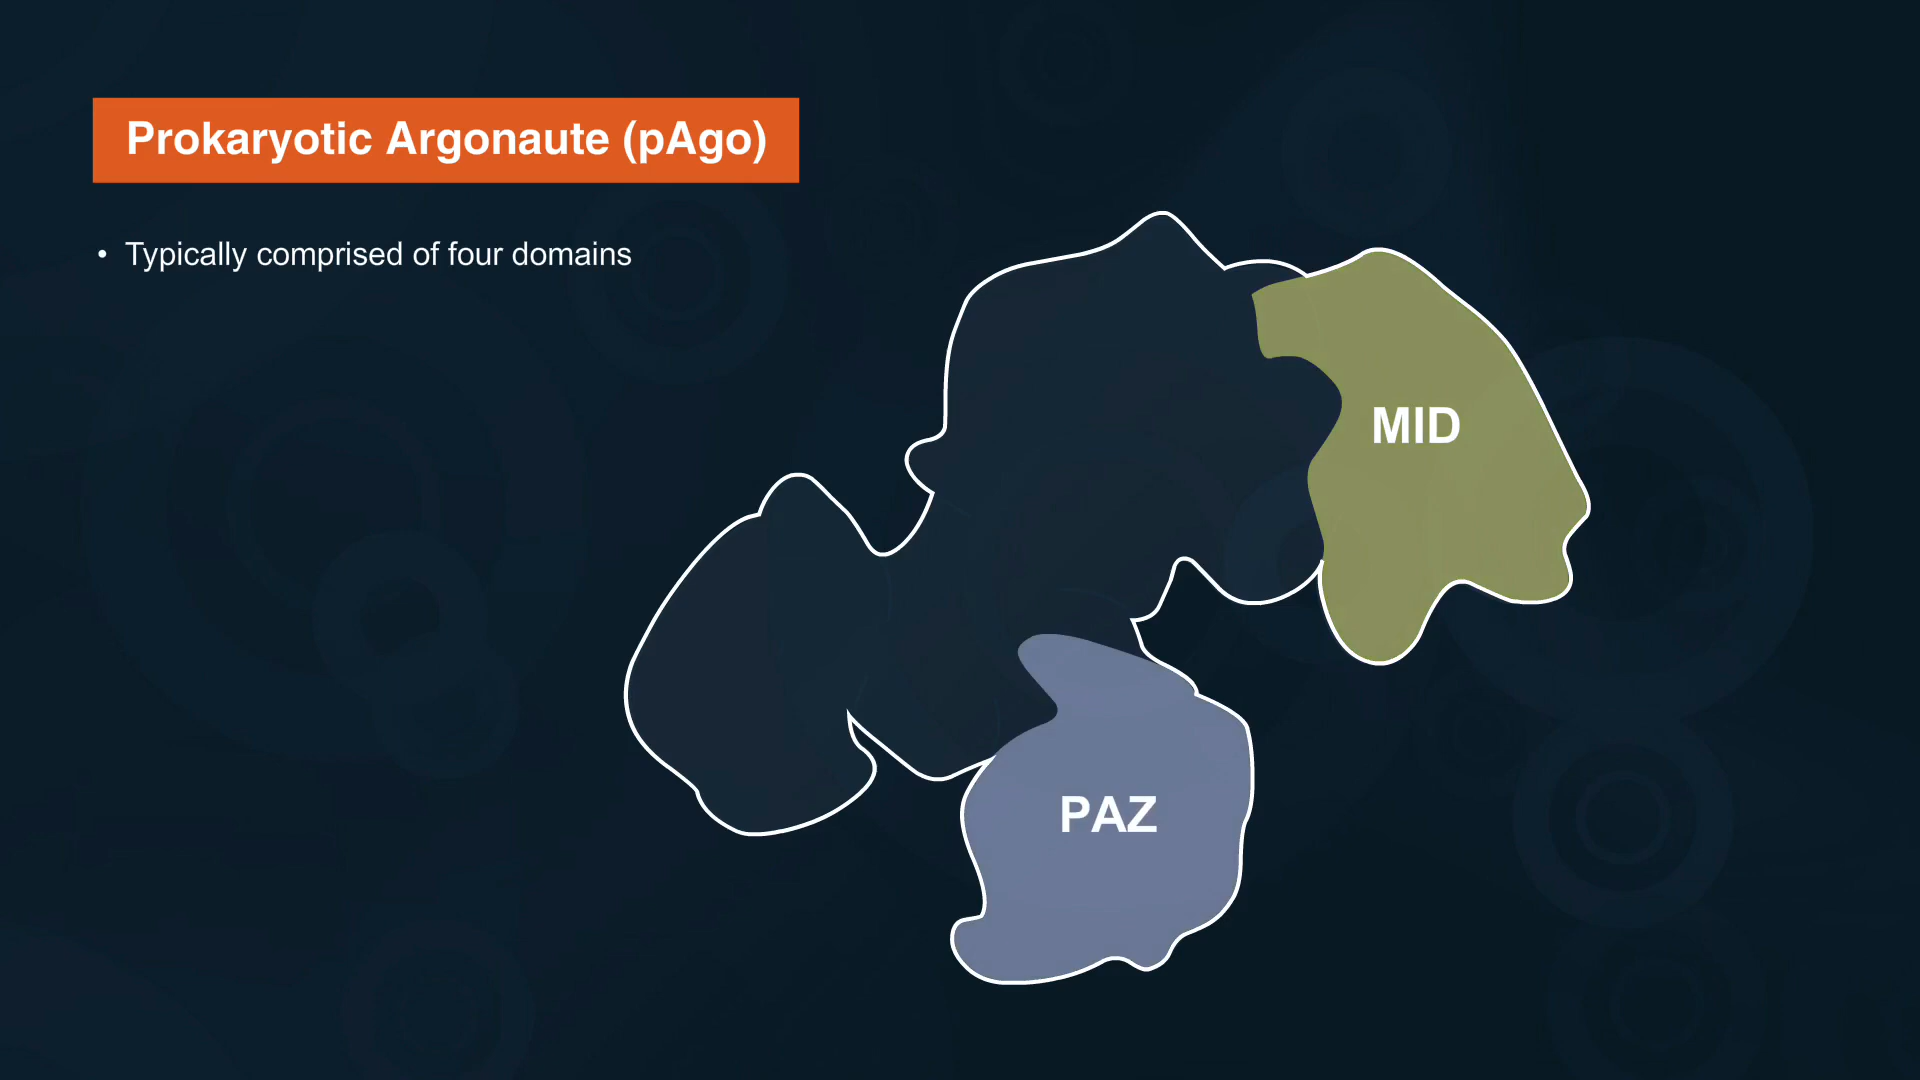 Prokaryotic Argonaute (pAgo)
• Typically comprised of four domains
MID
PAZ